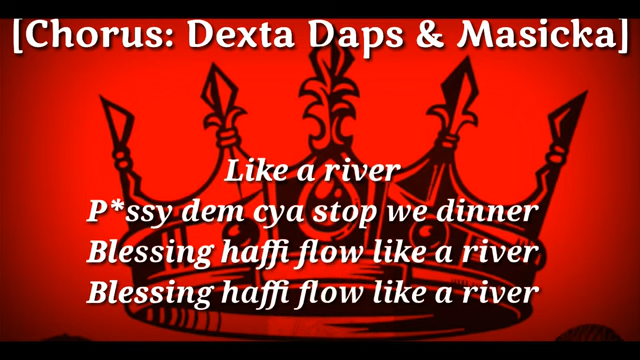 [Chorus: Dexta Daps & Masicka]
Like a river
P*ssy dem cya stop we dinner
Blessing haffi flow like a river
Blessing haffi flow like a river